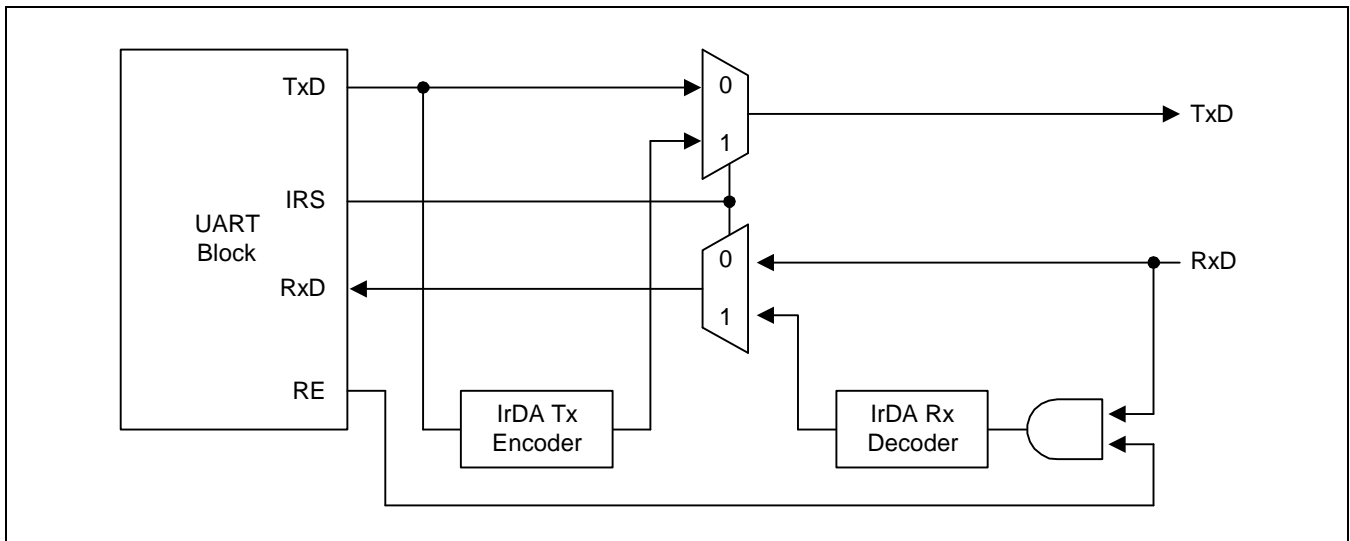 TxD
0
TxD
1
IRS
UART
Block
0
RxD
RxD
1
RE
IrDA Tx
Encoder
IrDA Rx
Decoder